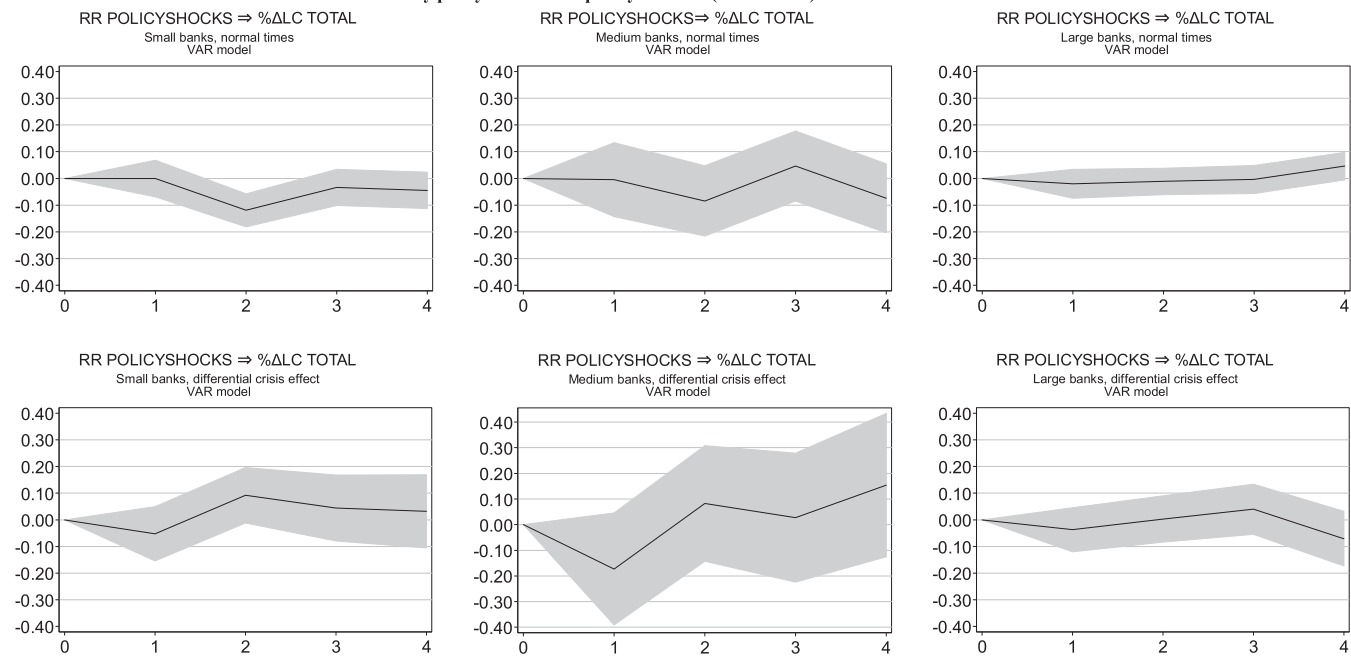 RR POLICYSHOCKS ⇒ %ΔLC TOTAL
Small banks, normal times
VAR model
0.40
0.30
0.20
0.10
0.00
-0.10
-0.20
-0.30
-0.40
0 1 2 3 4
RR POLICYSHOCKS⇒ %ΔLC TOTAL
Medium banks, normal times
VAR model
0.40
0.30
0.20
0.10
0.00
-0.10
-0.20
-0.30
-0.40
0 1 2 3 4
RR POLICYSHOCKS ⇒ %ΔLC TOTAL
Large banks, normal times
VAR model
0.40
0.30
0.20
0.10
0.00
-0.10
-0.20
-0.30
-0.40
0 1 2 3 4
RR POLICYSHOCKS ⇒ %ΔLC TOTAL
Small banks, differential crisis effect
VAR model
0.40
0.30
0.20
0.10
0.00
-0.10
-0.20
-0.30
-0.40
0 1 2 3 4
RR POLICYSHOCKS ⇒ %ΔLC TOTAL
Medium banks, differential crisis effect
VAR model
0.40
0.30
0.20
0.10
0.00
-0.10
-0.20
-0.30
-0.40
0 1 2 3 4
RR POLICYSHOCKS ⇒ %ΔLC TOTAL
Large banks, differential crisis effect
VAR model
0.40
0.30
0.20
0.10
0.00
-0.10
-0.20
-0.30
-0.40
0 1 2 3 4